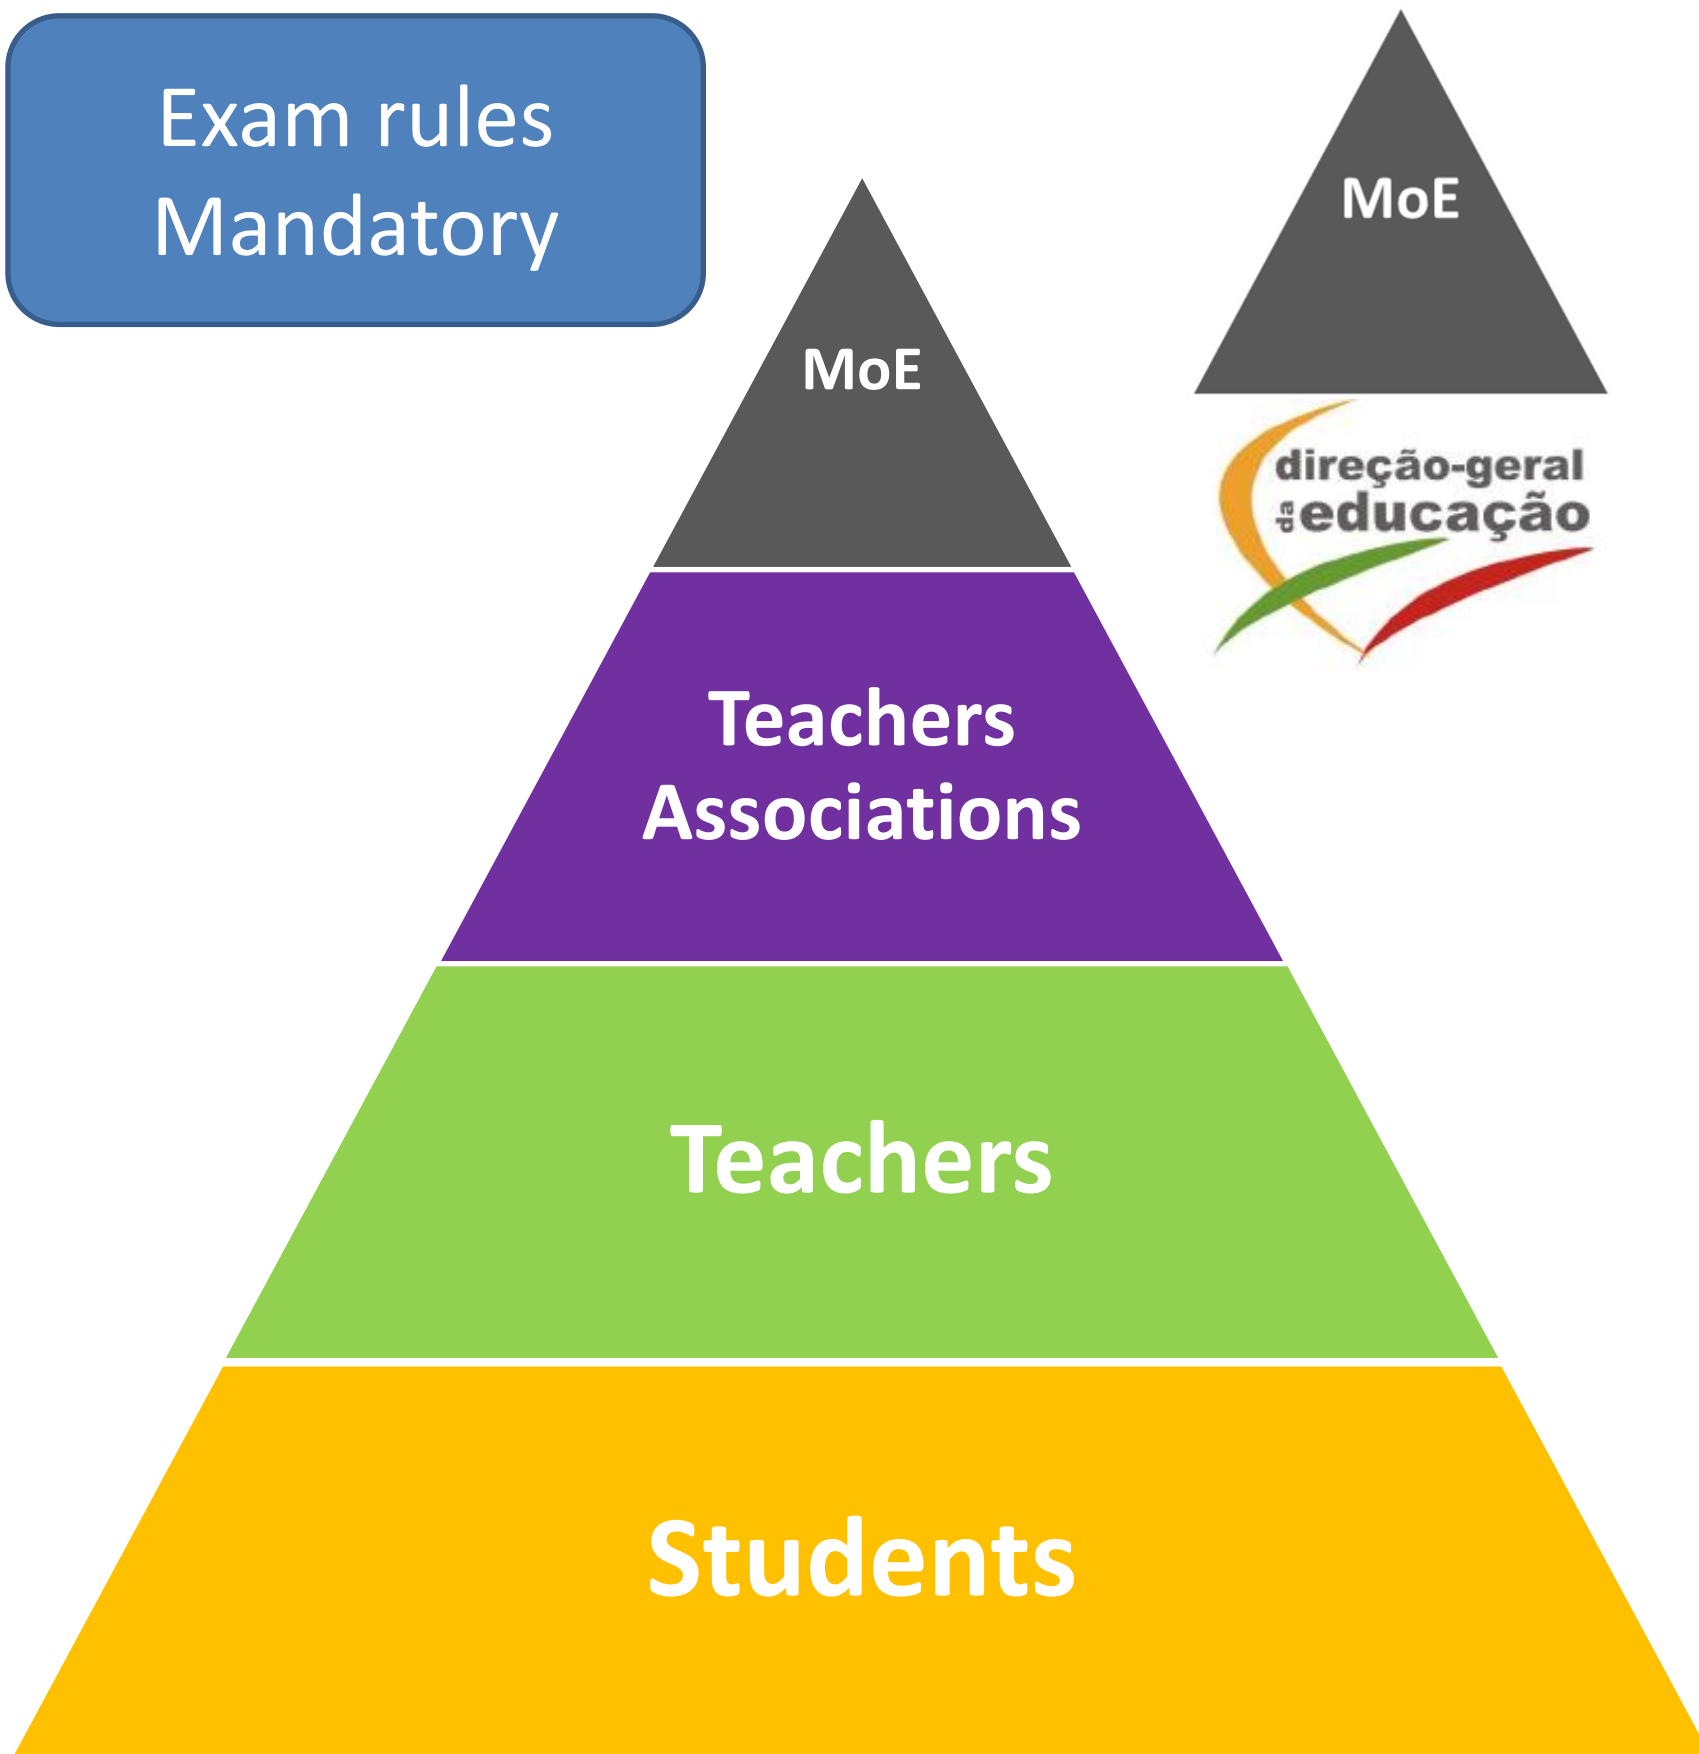 Exam rules
Mandatory
MoE
MoE
direção-geral
da educação
Teachers
Associations
Teachers
Students